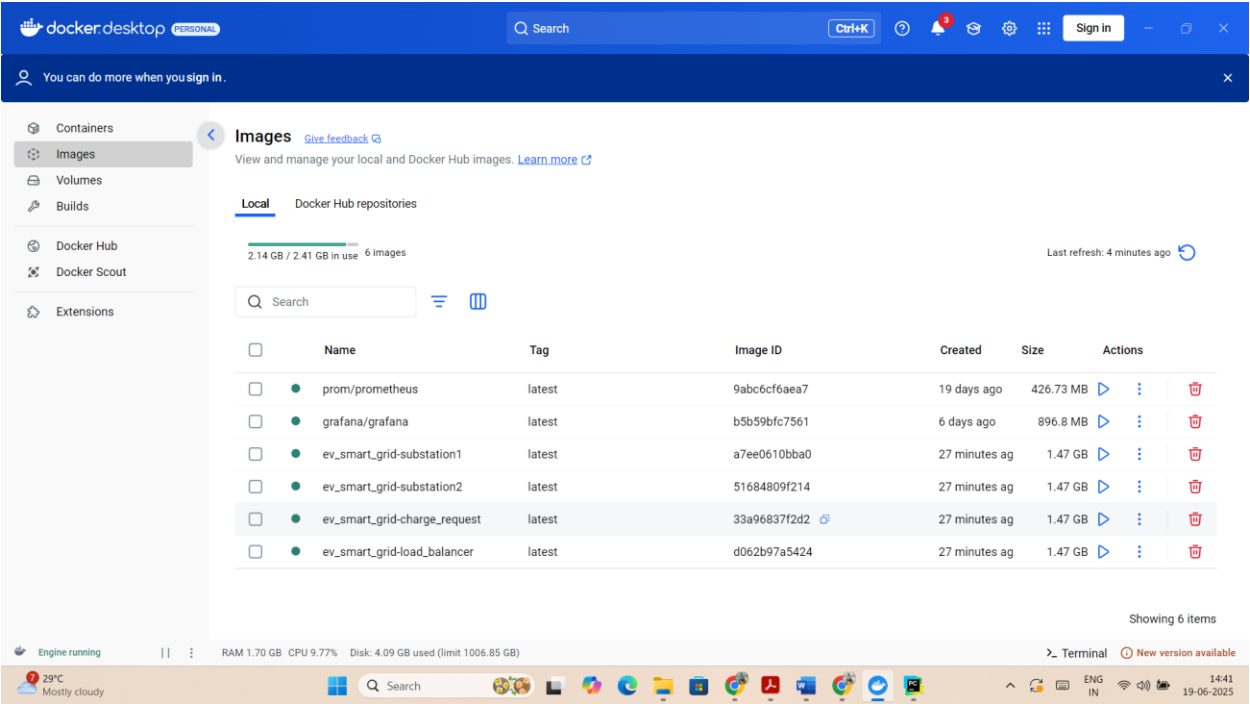 docker.desktop PERSONAL Search Ctrl+K 3 Sign in
You can do more when you sign in.
Containers
Images
Volumes
Builds
Docker Hub
Docker Scout
Extensions
Images Give feedback
View and manage your local and Docker Hub images. Learn more
Local Docker Hub repositories
2.14 GB / 2.41 GB in use 6 images Last refresh: 4 minutes ago
Search
Name Tag Image ID Created Size Actions
prom/prometheus latest 9abc6cf6aea7 19 days ago 426.73 MB
grafana/grafana latest b5b59bfc7561 6 days ago 896.8 MB
ev_smart_grid-substation1 latest a7ee0610bba0 27 minutes ag 1.47 GB
ev_smart_grid-substation2 latest 51684809f214 27 minutes ag 1.47 GB
ev_smart_grid-charge_request latest 33a96837f2d2 27 minutes ag 1.47 GB
ev_smart_grid-load_balancer latest d062b97a5424 27 minutes ag 1.47 GB
Showing 6 items
Engine running RAM 1.70 GB CPU 9.77% Disk: 4.09 GB used (limit 1006.85 GB) Terminal New version available
7 29°C
Mostly cloudy
Search
PC
ENG
IN
14:41
19-06-2025